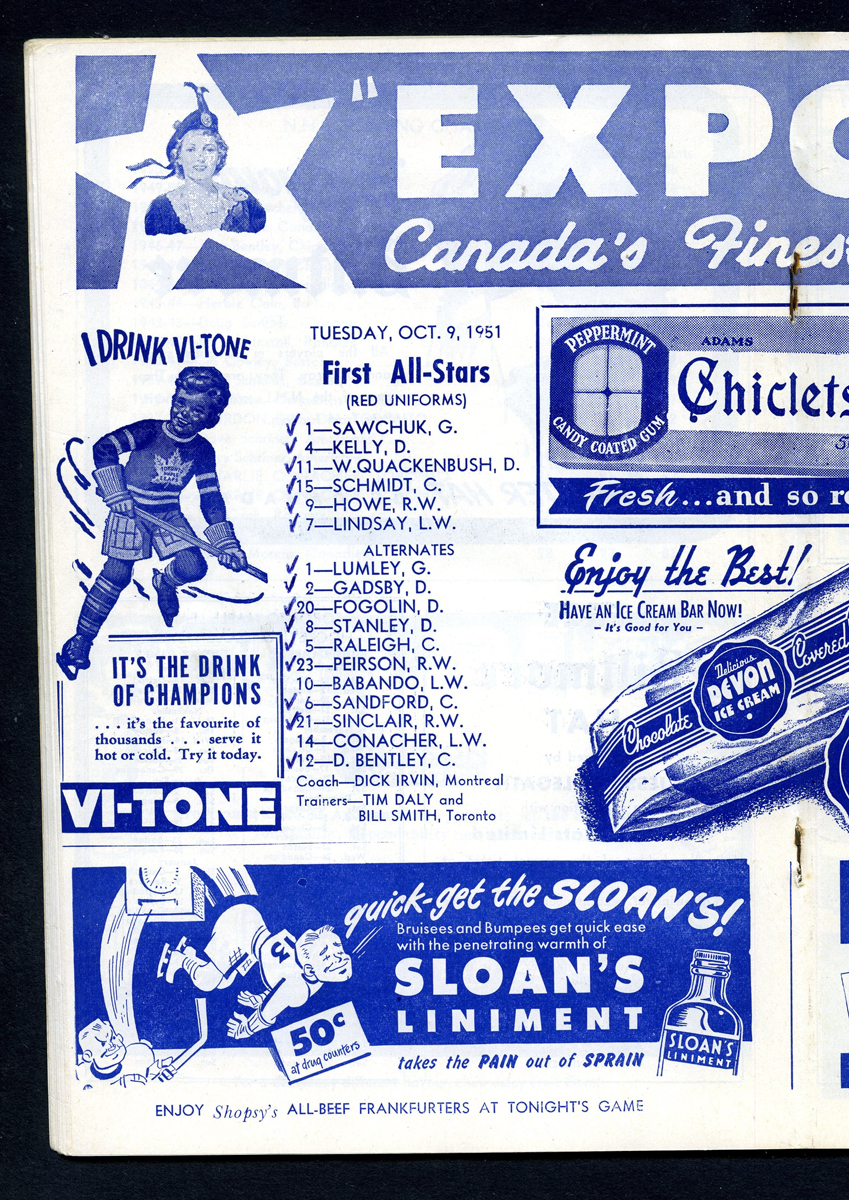 "EXPO
Canada's Finest
I DRINK VI-TONE
TORONTO
MAPLE
LEAFS
IT'S THE DRINK
OF CHAMPIONS
. . . it's the favourite of
thousands . . . serve it
hot or cold. Try it today.
VI-TONE
TUESDAY, OCT. 9, 1951
First All-Stars
(RED UNIFORMS)
✓ 1—SAWCHUK, G.
✓ 4—KELLY, D.
✓ 11—W.QUACKENBUSH, D.
✓ 15—SCHMIDT, C.
✓ 9—HOWE, R.W.
✓ 7—LINDSAY, L.W.
ALTERNATES
✓ 1—LUMLEY, G.
✓ 2—GADSBY, D.
✓ 20—FOGOLIN, D.
✓ 8—STANLEY, D.
✓ 5—RALEIGH, C.
✓ 23—PEIRSON, R.W.
10—BABANDO, L.W.
✓ 6—SANDFORD, C.
✓ 21—SINCLAIR, R.W.
14—CONACHER, L.W.
✓ 12—D. BENTLEY, C.
Coach—DICK IRVIN, Montreal
Trainers—TIM DALY and
BILL SMITH, Toronto
PEPPERMINT
CANDY COATED GUM
ADAMS
Chiclets
5
Fresh...and so re
Enjoy the Best!
HAVE AN ICE CREAM BAR NOW!
– It's Good for You –
Chocolate
Delicious
DEVON
ICE CREAM
Covered
quick-get the SLOAN'S!
Bruisees and Bumpees get quick ease
with the penetrating warmth of
SLOAN'S
LINIMENT
takes the PAIN out of SPRAIN
13
50c
at drug counters
SLOAN'S
LINIMENT
ENJOY Shopsy's ALL-BEEF FRANKFURTERS AT TONIGHT'S GAME